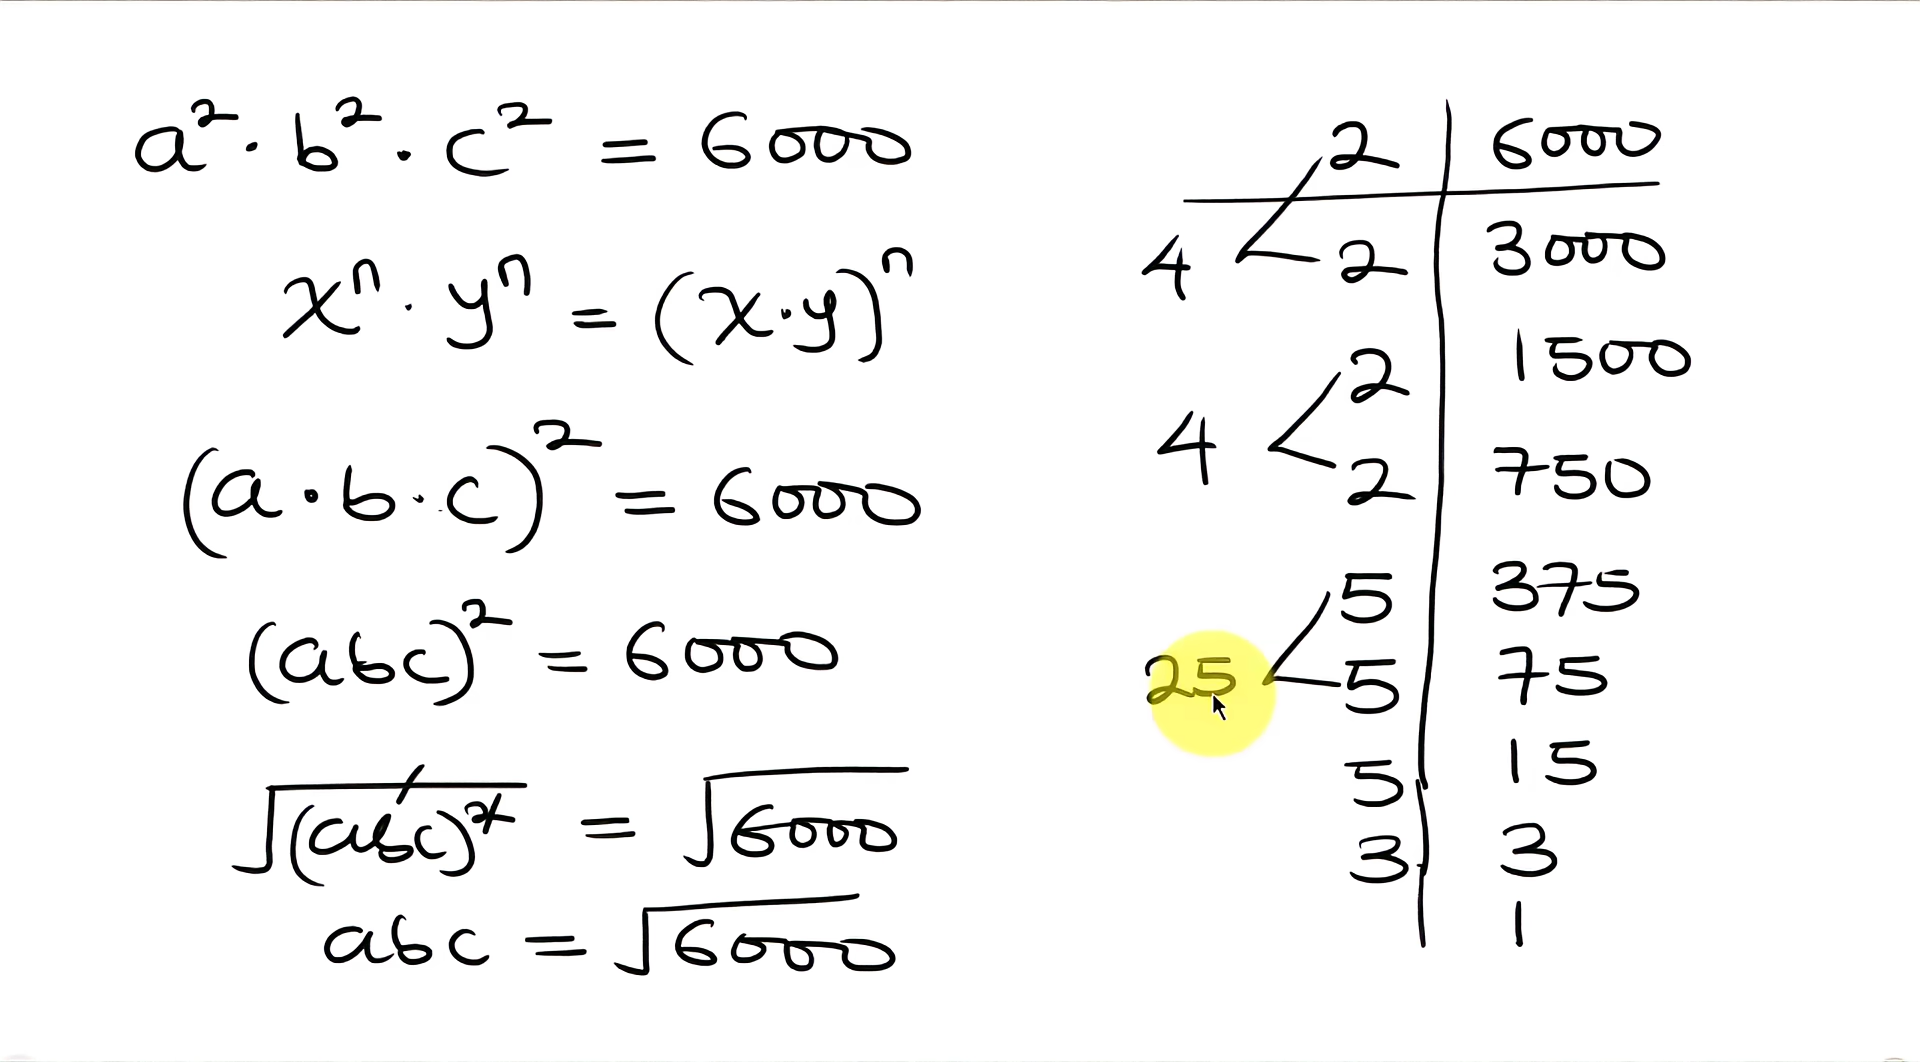 a² · b² · c² = 6000
xⁿ · yⁿ = (x·y)ⁿ
(a·b·c)² = 6000
(abc)² = 6000
√(abc)² = √6000
abc = √6000
2 | 6000
4 < 2 | 3000
2 | 1500
4 < 2 | 750
5 | 375
25 < 5 | 75
5 | 15
3 | 3
1